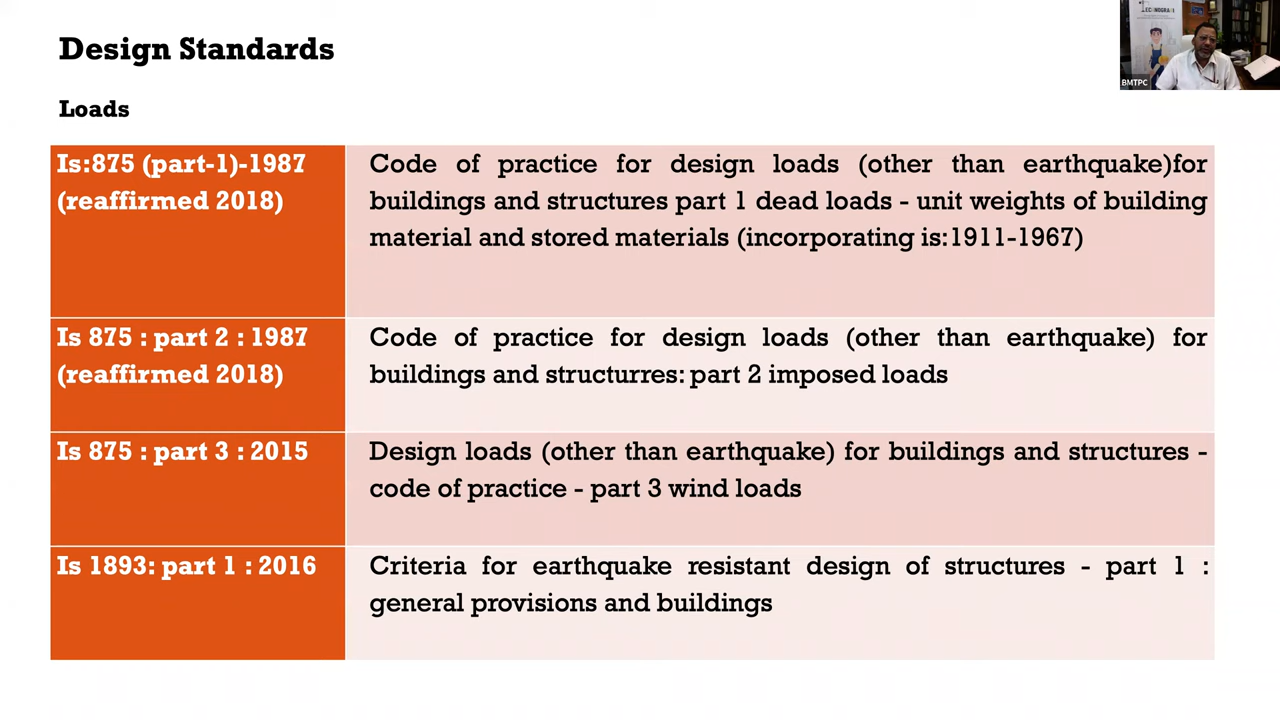 Design Standards
Loads
Is:875 (part-1)-1987
(reaffirmed 2018)
Code of practice for design loads (other than earthquake)for
buildings and structures part 1 dead loads - unit weights of building
material and stored materials (incorporating is:1911-1967)
Is 875 : part 2 : 1987
(reaffirmed 2018)
Code of practice for design loads (other than earthquake) for
buildings and structurres: part 2 imposed loads
Is 875 : part 3 : 2015
Design loads (other than earthquake) for buildings and structures -
code of practice - part 3 wind loads
Is 1893: part 1 : 2016
Criteria for earthquake resistant design of structures - part 1 :
general provisions and buildings
BMTPC